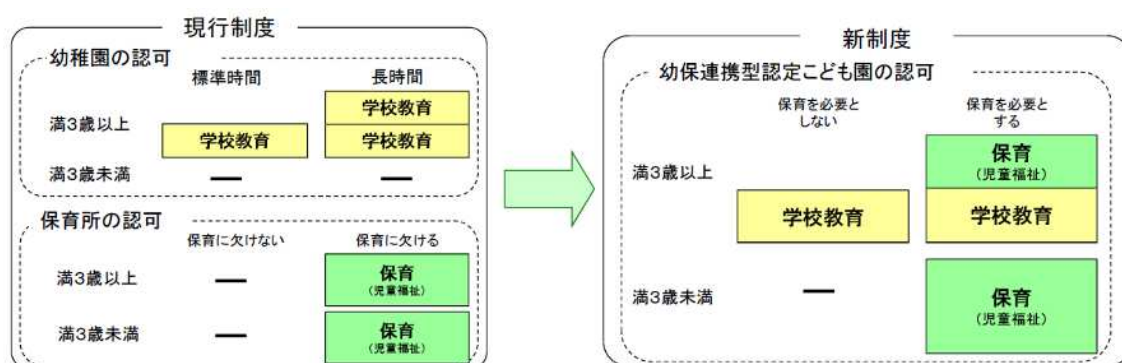 現行制度
幼稚園の認可
標準時間
長時間
満3歳以上
学校教育
学校教育
学校教育
満3歳未満
ー
ー
保育所の認可
保育に欠けない
保育に欠ける
満3歳以上
ー
保育
(児童福祉)
満3歳未満
ー
保育
(児童福祉)
新制度
幼保連携型認定こども園の認可
保育を必要と
しない
保育を必要と
する
満3歳以上
学校教育
保育
(児童福祉)
学校教育
満3歳未満
ー
保育
(児童福祉)